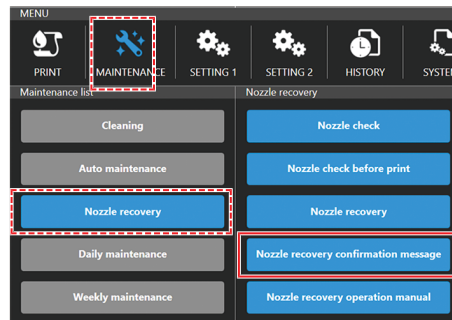 MENU
PRINT
MAINTENANCE
SETTING 1
SETTING 2
HISTORY
SYSTE
Maintenance list
Nozzle recovery
Cleaning
Nozzle check
Auto maintenance
Nozzle check before print
Nozzle recovery
Nozzle recovery
Daily maintenance
Nozzle recovery confirmation message
Weekly maintenance
Nozzle recovery operation manual